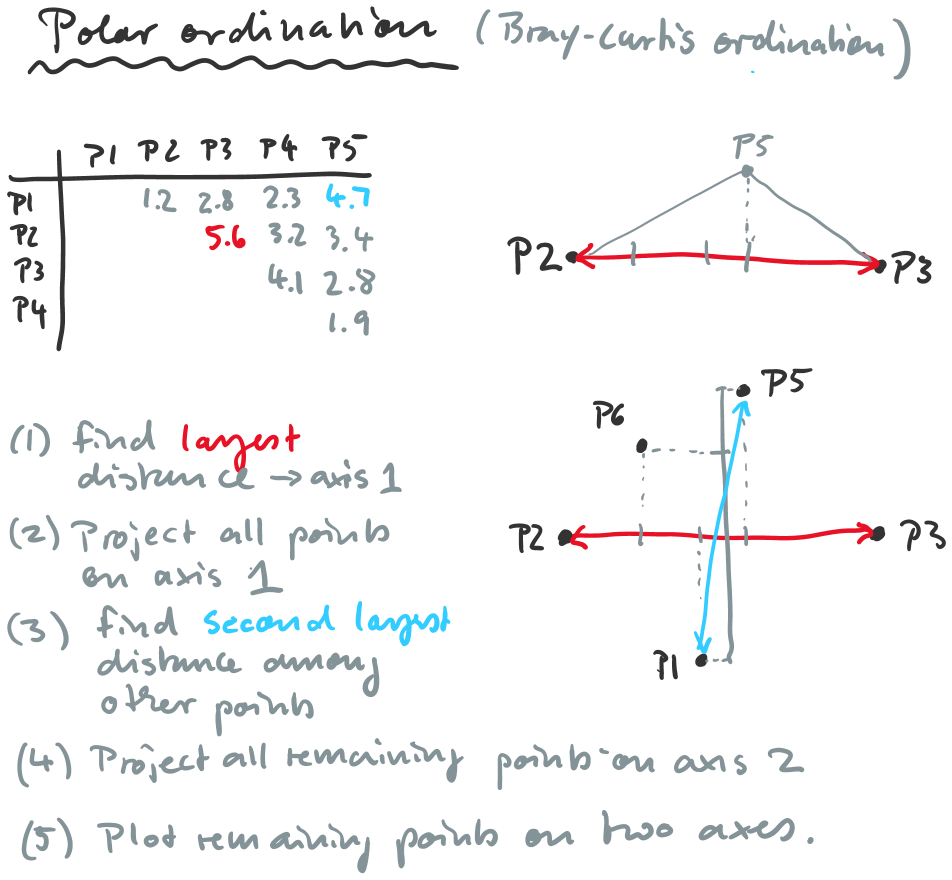 Polar ordination (Bray-Curtis ordination)
P1 P2 P3 P4 P5
P1 1.2 2.8 2.3 4.7
P2 5.6 3.2 3.4
P3 4.1 2.8
P4 1.9
P5
P2 P3
(1) find largest
distance → axis 1
(2) Project all points
on axis 1
(3) find second largest
distance among
other points
P5
P6
P2 P3
P1
(4) Project all remaining points on axis 2
(5) Plot remaining points on two axes.